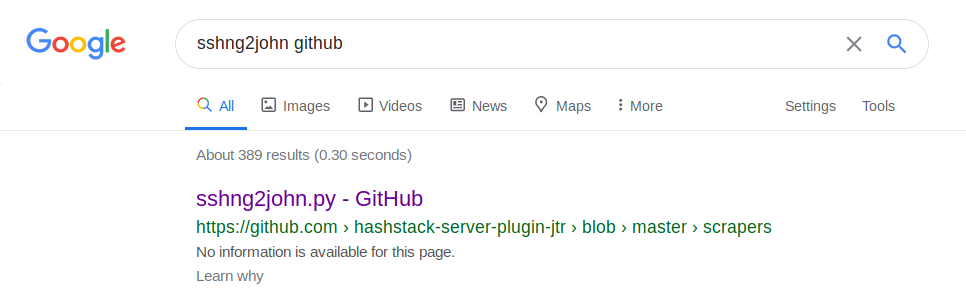 Google sshng2john github
All Images Videos News Maps More Settings Tools
About 389 results (0.30 seconds)
sshng2john.py - GitHub
https://github.com › hashstack-server-plugin-jtr › blob › master › scrapers
No information is available for this page.
Learn why